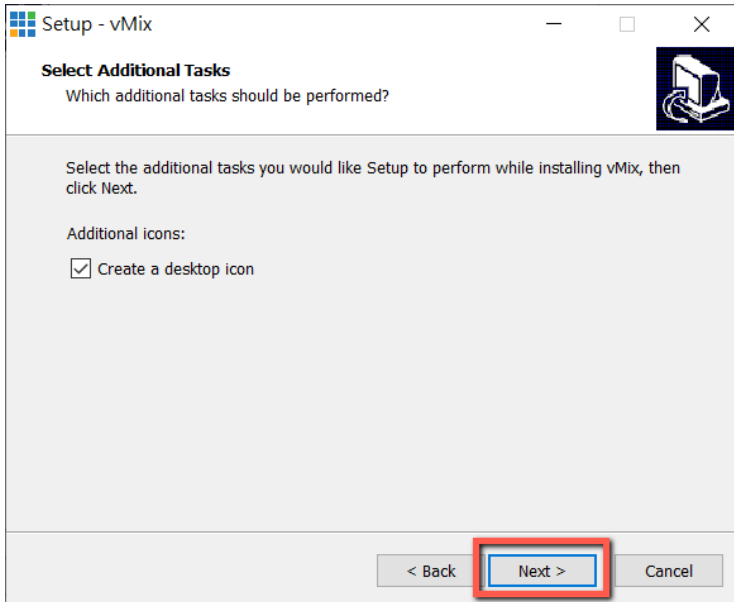 Setup - vMix
Select Additional Tasks
Which additional tasks should be performed?
Select the additional tasks you would like Setup to perform while installing vMix, then
click Next.
Additional icons:
Create a desktop icon
< Back
Next >
Cancel